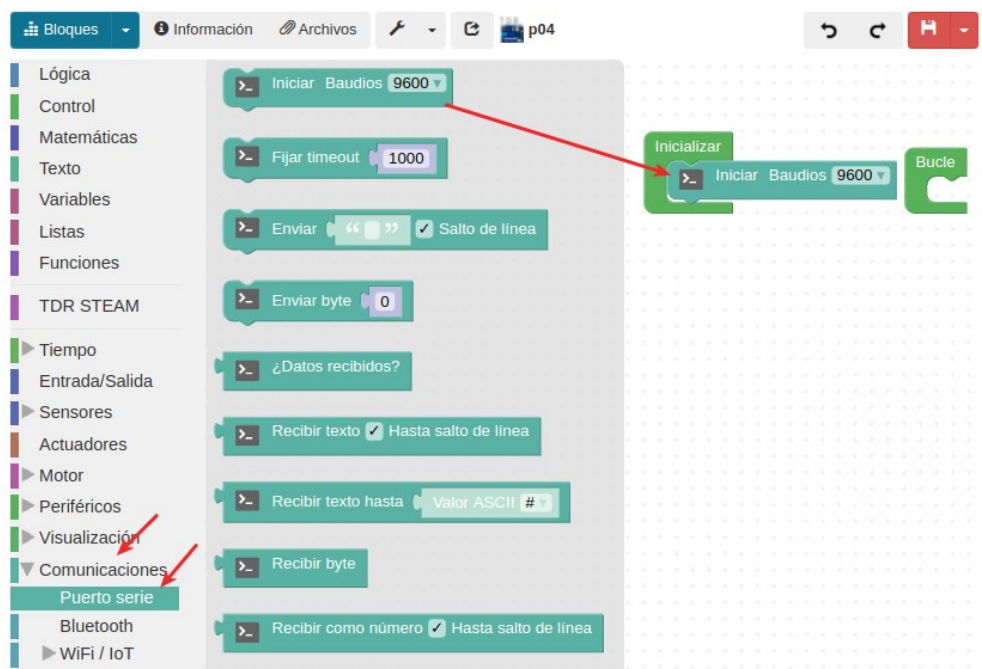 Bloques Información Archivos p04
Lógica
Control
Matemáticas
Texto
Variables
Listas
Funciones
TDR STEAM
Tiempo
Entrada/Salida
Sensores
Actuadores
Motor
Periféricos
Visualización
Comunicaciones
Puerto serie
Bluetooth
WiFi / IoT
Iniciar Baudios 9600
Fijar timeout 1000
Enviar “ ” Salto de línea
Enviar byte 0
¿Datos recibidos?
Recibir texto Hasta salto de línea
Recibir texto hasta Valor ASCII #
Recibir byte
Recibir como número Hasta salto de línea
Inicializar
Iniciar Baudios 9600
Bucle